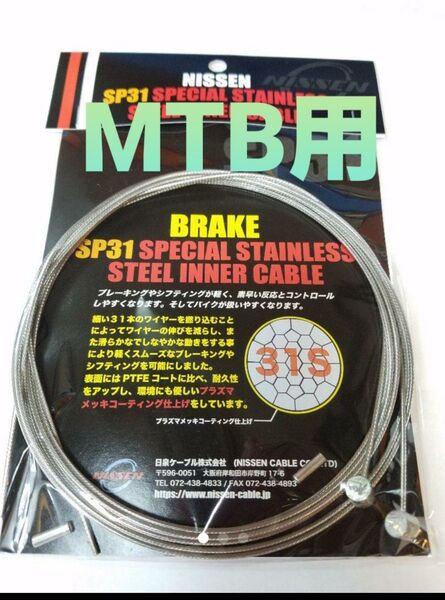 NISSEN
NISSEN
SP31 SPECIAL STAINLESS
MTB用
BRAKE
SP31 SPECIAL STAINLESS
STEEL INNER CABLE
ブレーキングやシフティングが軽く、素早い反応とコントロール
しやすくなります。そしてバイクが扱いやすくなります。
細い３１本のワイヤーを撚り込むこと
によってワイヤーの伸びを減らし、ま
た滑らかなでしなやかな動きをする事
により軽くスムーズなブレーキングや
シフティングを可能にしました。
表面には PTFE コートに比べ、耐久性
をアップし、環境にも優しいプラズマ
メッキコーティング仕上げをしています。
31S
プラズマメッキコーティング仕上げ
NISSEN
日泉ケーブル株式会社 (NISSEN CABLE CO., LTD)
〒596-0051 大阪府岸和田市岸野町 17-6
TEL 072-438-4833 / FAX 072-438-4893
https://www.nissen-cable.jp